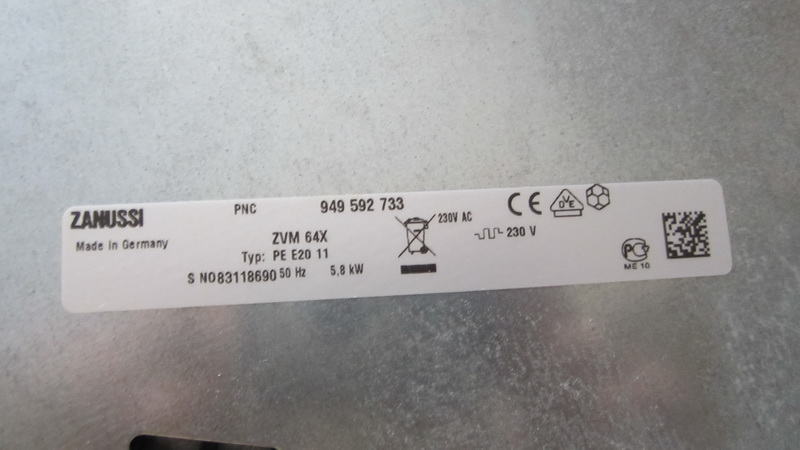 ZANUSSI PNC 949 592 733 CE DVE
Made in Germany ZVM 64X 230V AC 230 V
Typ: PE E20 11
S NO83118690 50 Hz 5,8 kW
ME 10